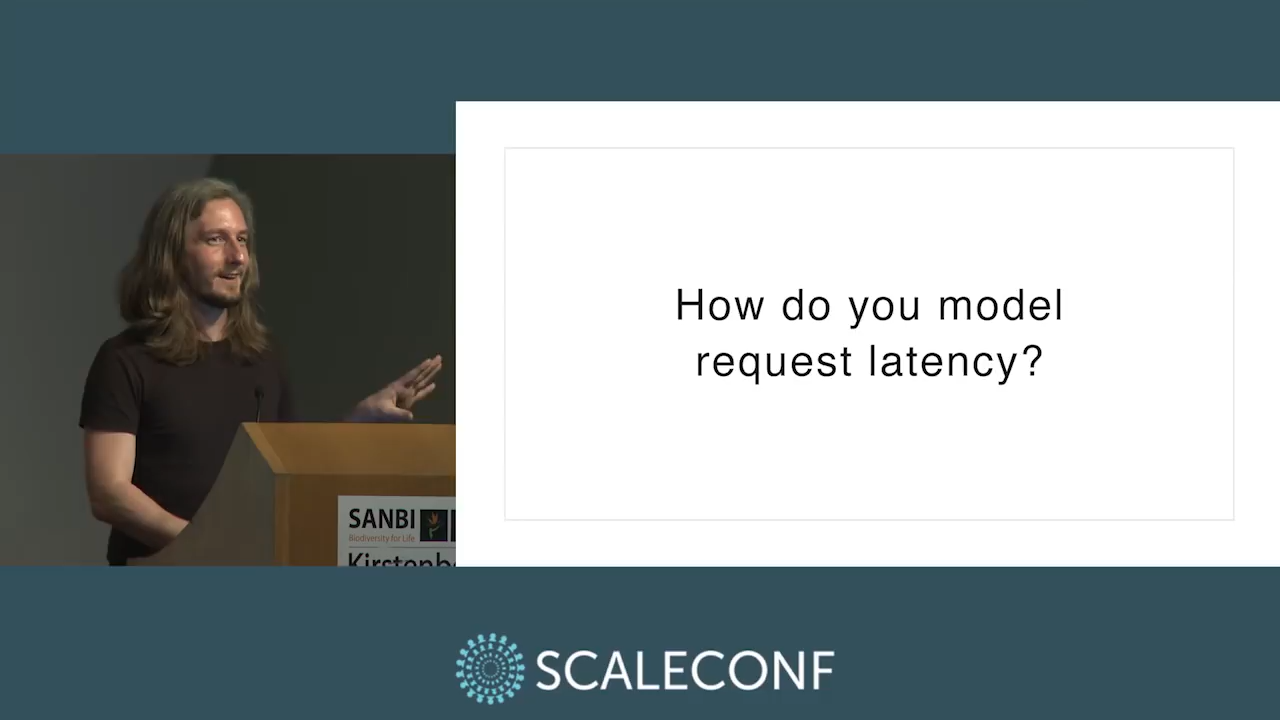 How do you model
request latency?
SANBI
Biodiversity for Life
SCALECONF